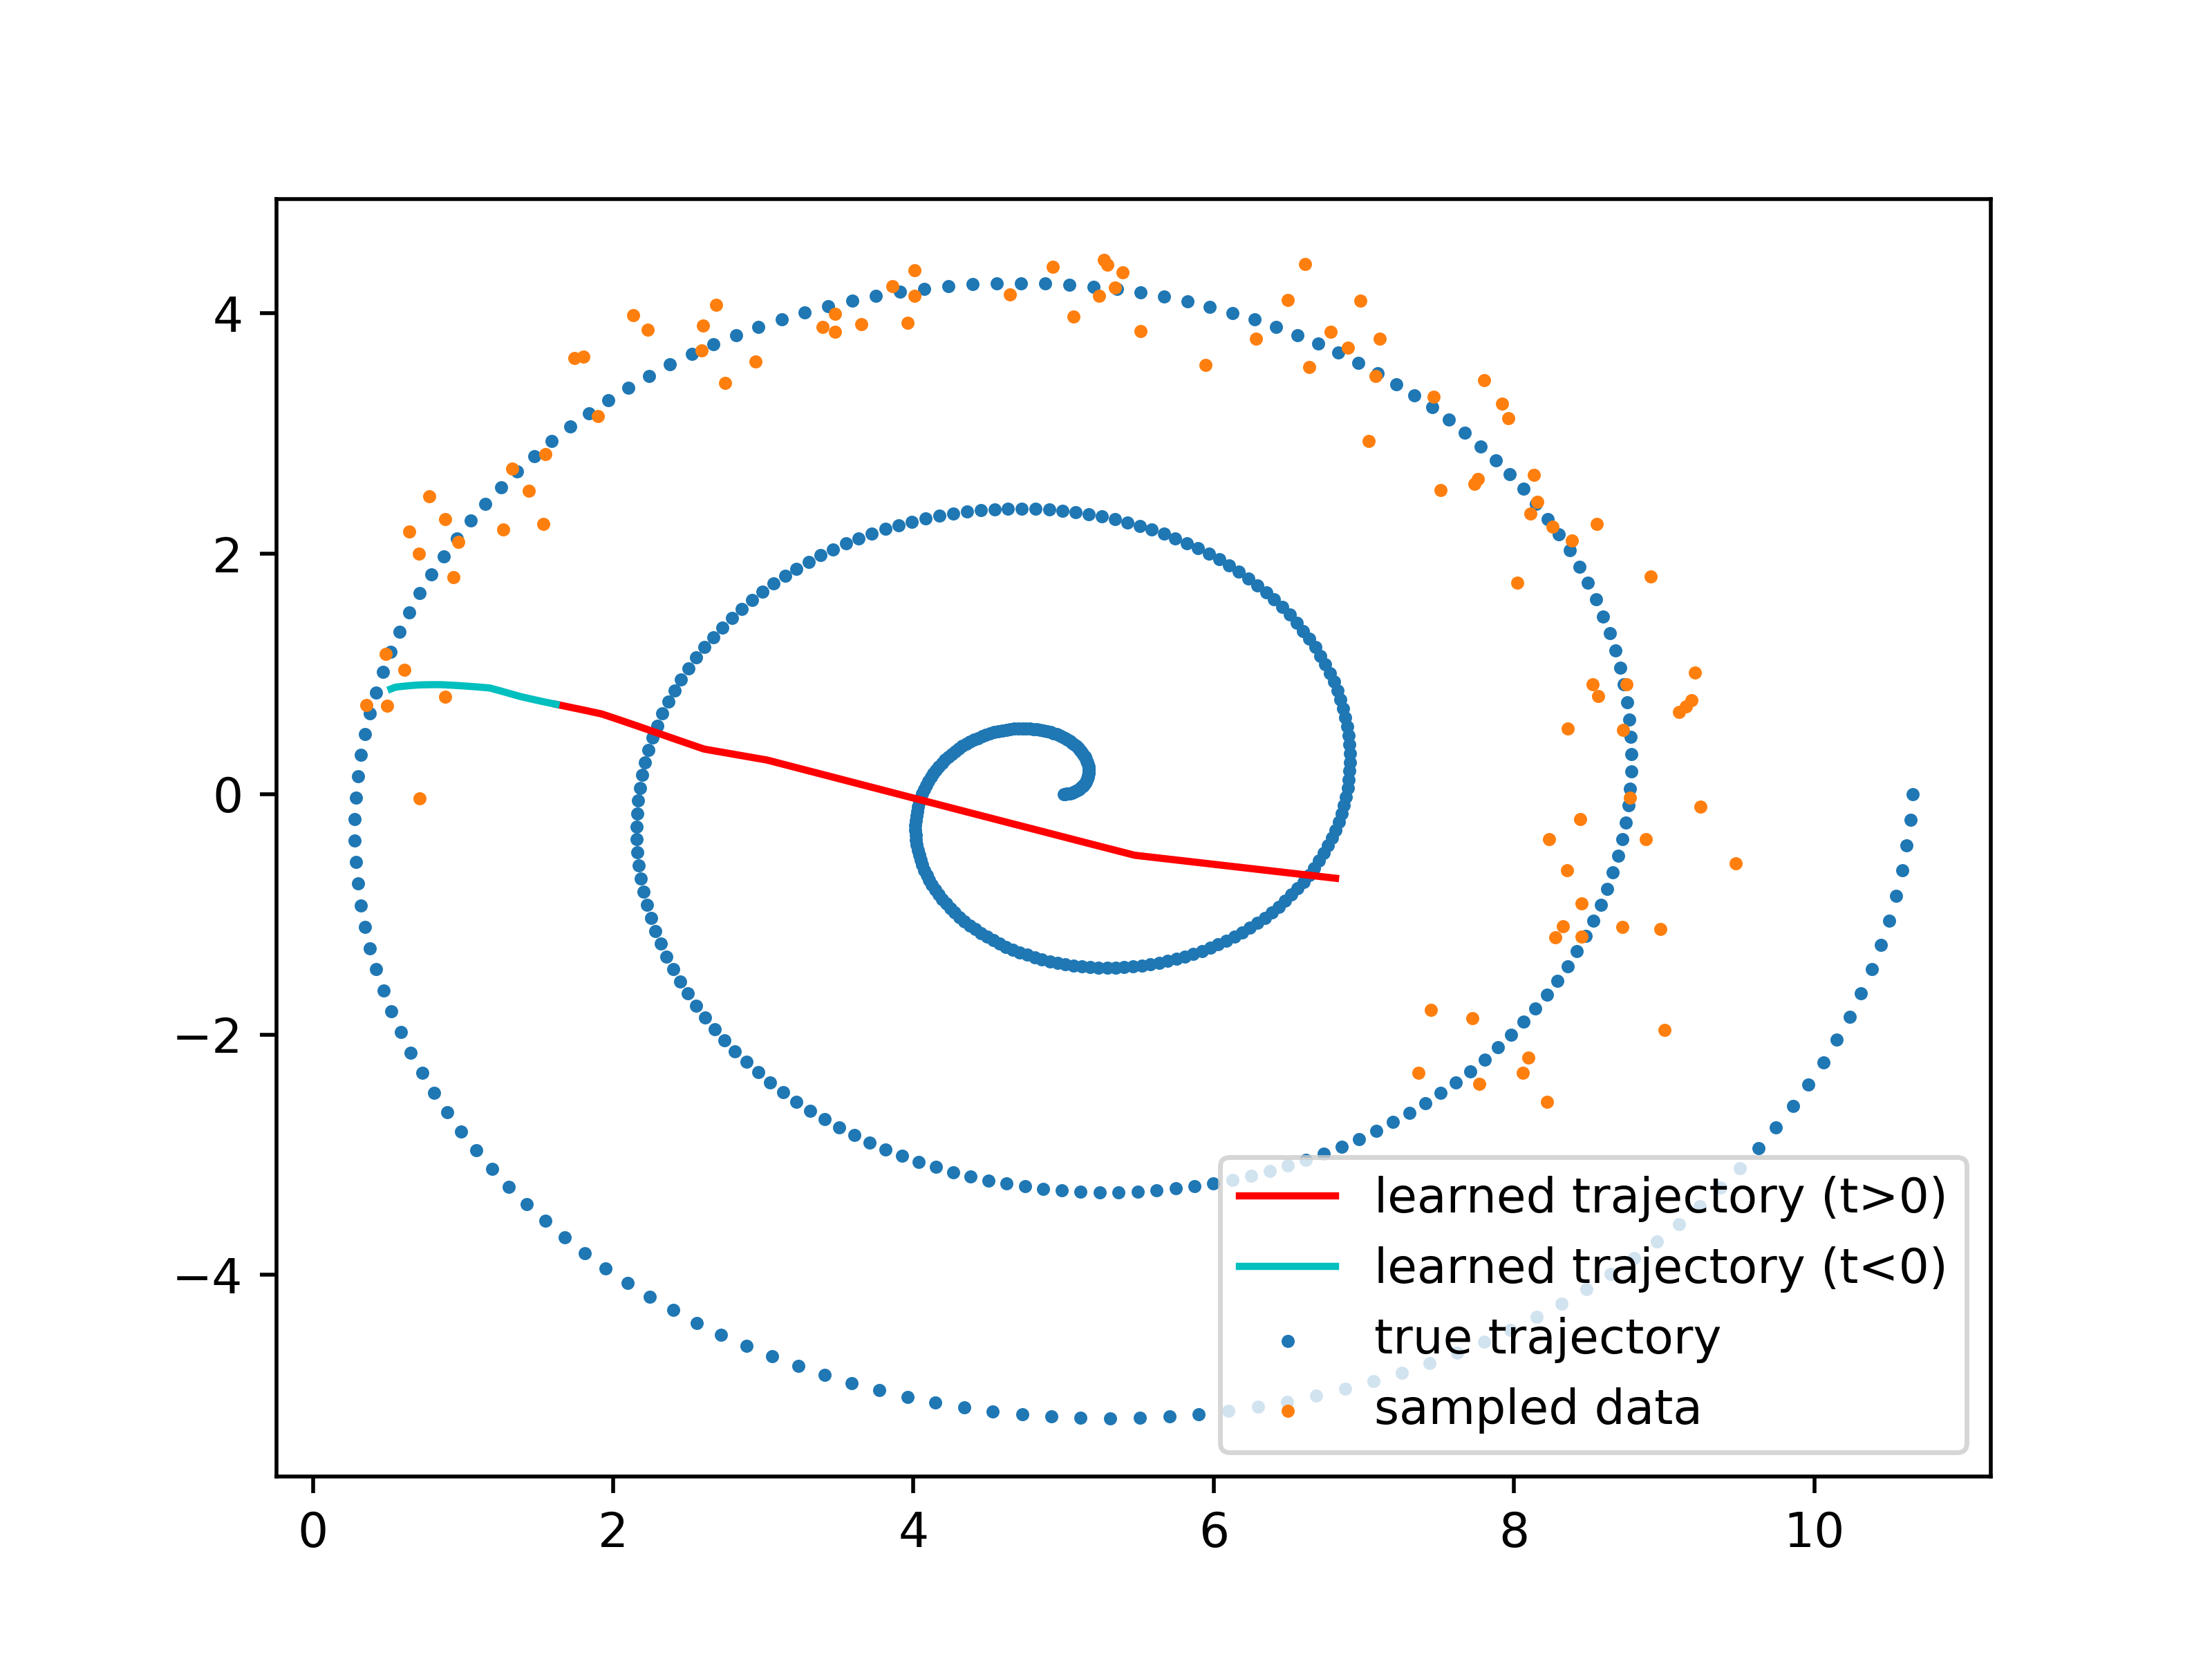 4
2
0
−2
−4
0 2 4 6 8 10
learned trajectory (t>0)
learned trajectory (t<0)
true trajectory
sampled data